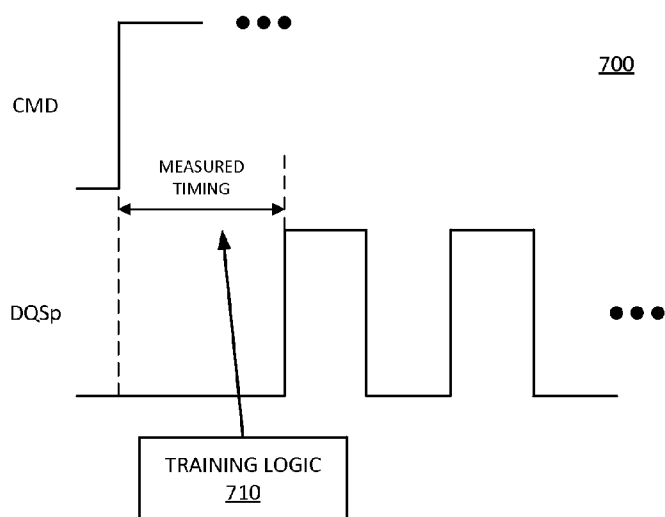 700
CMD
MEASURED
TIMING
DQSp
TRAINING LOGIC
710